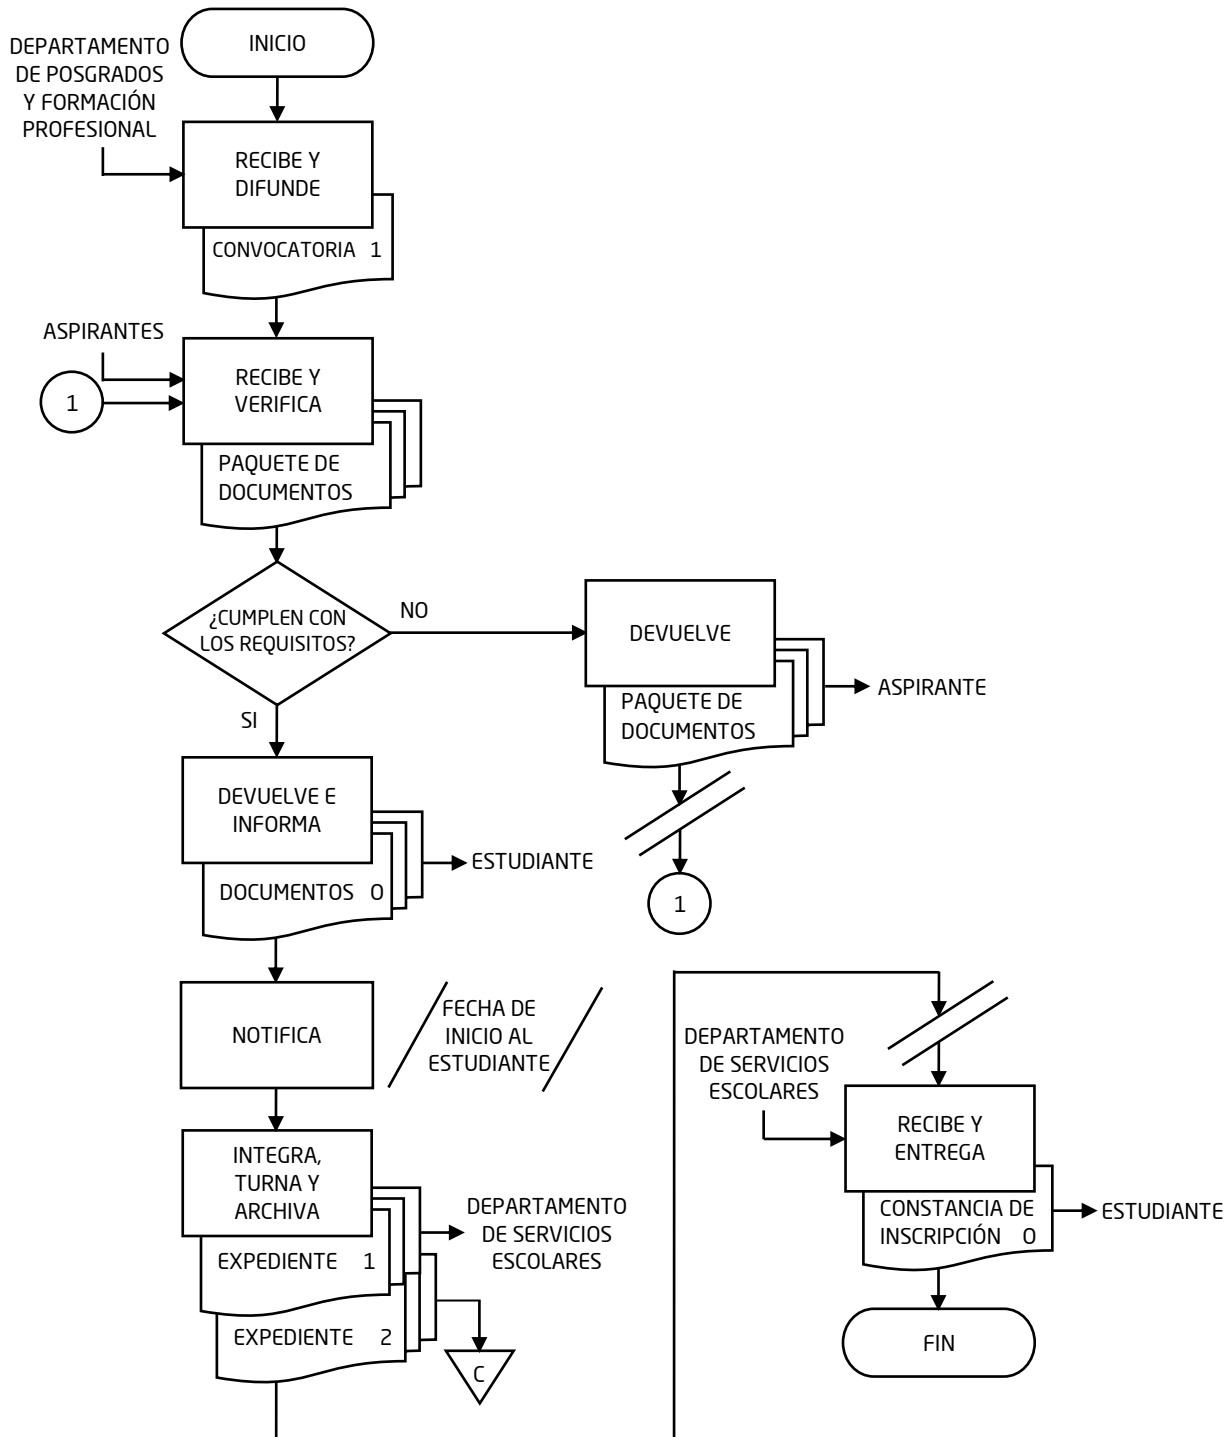 INICIO
DEPARTAMENTO
DE POSGRADOS
Y FORMACIÓN
PROFESIONAL
RECIBE Y
DIFUNDE
CONVOCATORIA 1
ASPIRANTES
1
RECIBE Y
VERIFICA
PAQUETE DE
DOCUMENTOS
¿CUMPLEN CON
LOS REQUISITOS?
NO
DEVUELVE
PAQUETE DE
DOCUMENTOS
ASPIRANTE
1
SI
DEVUELVE E
INFORMA
DOCUMENTOS 0
ESTUDIANTE
NOTIFICA
FECHA DE
INICIO AL
ESTUDIANTE
INTEGRA,
TURNA Y
ARCHIVA
EXPEDIENTE 1
EXPEDIENTE 2
DEPARTAMENTO
DE SERVICIOS
ESCOLARES
C
DEPARTAMENTO
DE SERVICIOS
ESCOLARES
RECIBE Y
ENTREGA
CONSTANCIA DE
INSCRIPCIÓN 0
ESTUDIANTE
FIN